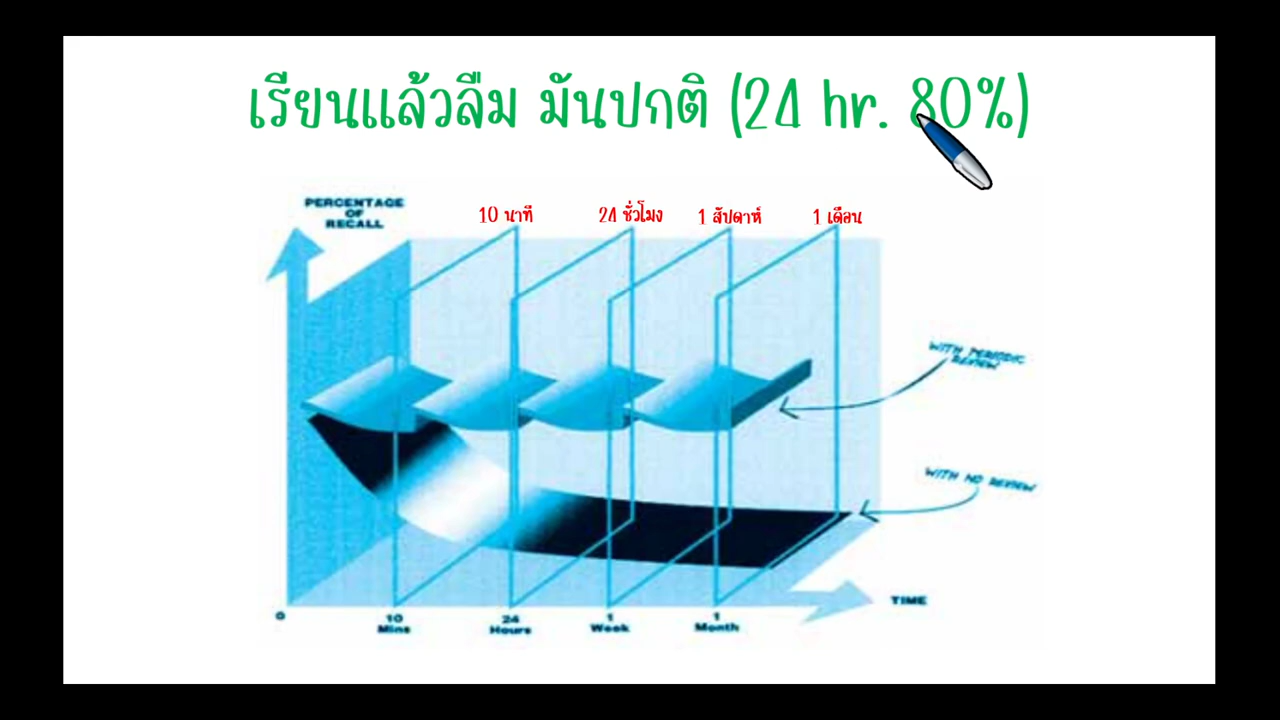 เรียนแล้วลืม มันปกติ (24 hr. 80%)
PERCENTAGE
OF
RECALL
10 นาที
24 ชั่วโมง
1 สัปดาห์
1 เดือน
WITH PERIODIC
REVIEW
WITH NO REVIEW
TIME
0
10
Mins
24
Hours
1
Week
1
Month